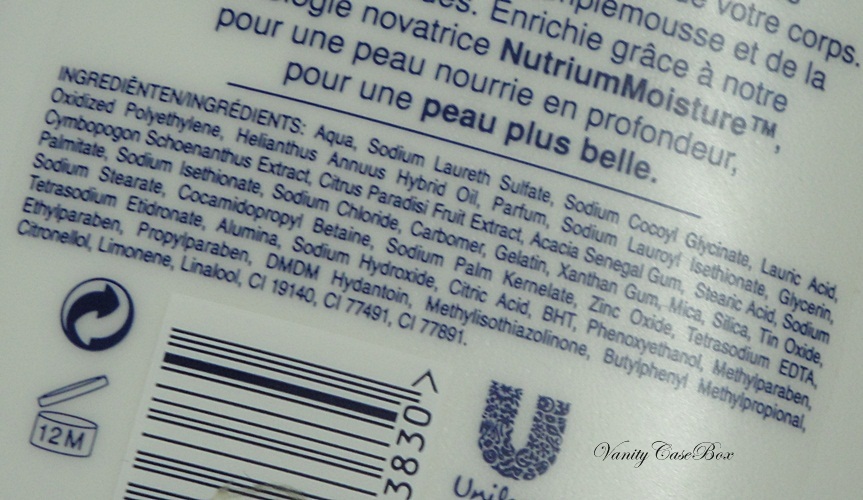 votre corps.
Enrichie grâce à notre
novatrice NutriumMoisture™,
pour une peau nourrie en profondeur,
pour une peau plus belle.
INGREDIËNTEN/INGRÉDIENTS: Aqua, Sodium Laureth Sulfate, Sodium Cocoyl Glycinate, Lauric Acid,
Oxidized Polyethylene, Helianthus Annuus Hybrid Oil, Parfum, Sodium Lauroyl Isethionate, Glycerin,
Cymbopogon Schoenanthus Extract, Citrus Paradisi Fruit Extract, Acacia Senegal Gum, Stearic Acid, Sodium
Palmitate, Sodium Isethionate, Sodium Chloride, Carbomer, Gelatin, Xanthan Gum, Mica, Silica, Tin Oxide,
Sodium Stearate, Cocamidopropyl Betaine, Sodium Palm Kernelate, Zinc Oxide, Tetrasodium EDTA,
Tetrasodium Etidronate, Alumina, Sodium Hydroxide, Citric Acid, BHT, Phenoxyethanol, Methylparaben,
Ethylparaben, Propylparaben, DMDM Hydantoin, Methylisothiazolinone, Butylphenyl Methylpropional,
Citronellol, Limonene, Linalool, CI 19140, CI 77491, CI 77891.
12M
3830
VanityCaseBox